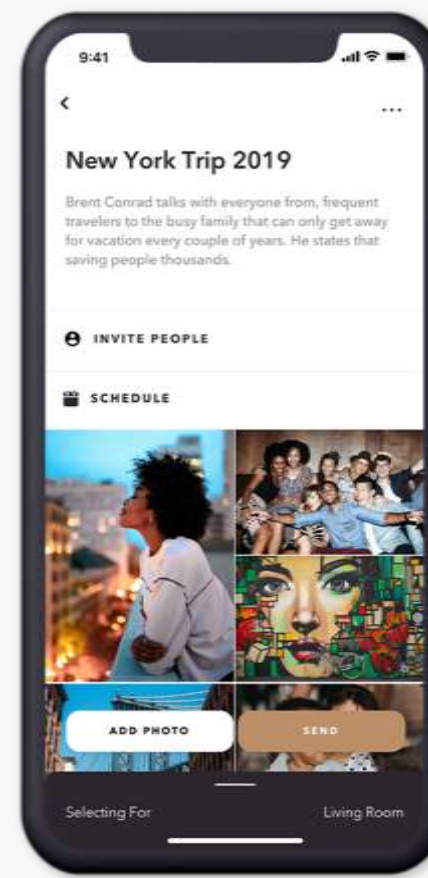 9:41
New York Trip 2019
Brent Conrad talks with everyone from, frequent
travelers to the busy family that can only get away
for vacation every couple of years. He states that
saving people thousands.
INVITE PEOPLE
SCHEDULE
ADD PHOTO
SEND
Selecting For
Living Room